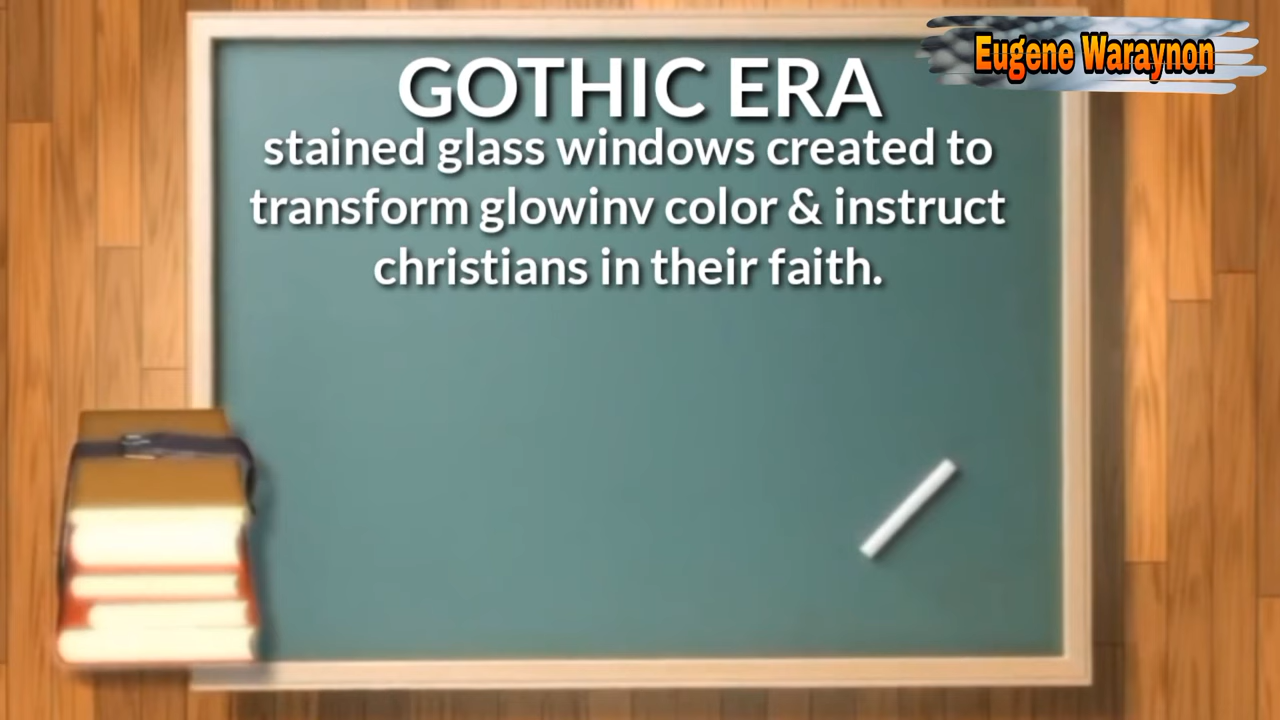 Eugene Waraynon
GOTHIC ERA
stained glass windows created to
transform glowinv color & instruct
christians in their faith.